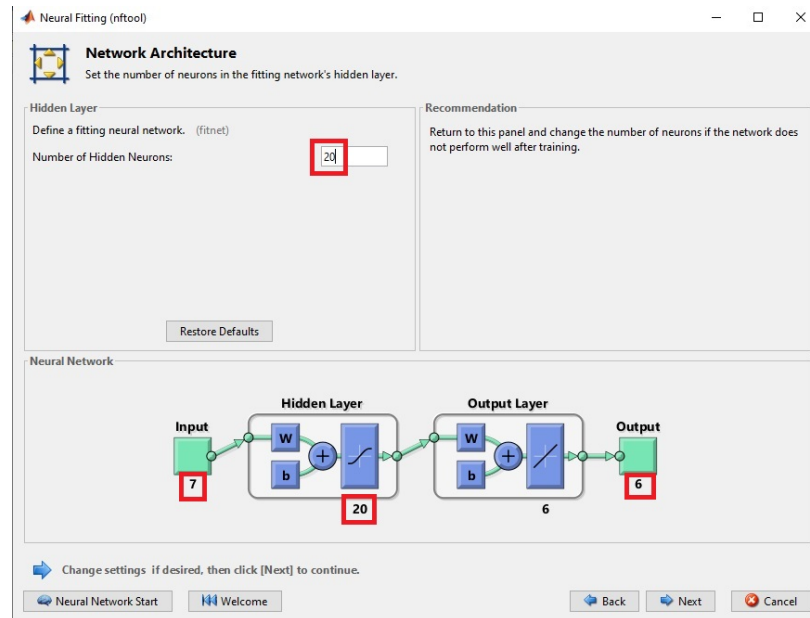 Neural Fitting (nftool)
Network Architecture
Set the number of neurons in the fitting network's hidden layer.
Hidden Layer
Define a fitting neural network. (fitnet)
Number of Hidden Neurons: 20
Restore Defaults
Recommendation
Return to this panel and change the number of neurons if the network does
not perform well after training.
Neural Network
Hidden Layer Output Layer
Input Output
W W
b b
7 20 6 6
Change settings if desired, then click [Next] to continue.
Neural Network Start Welcome Back Next Cancel